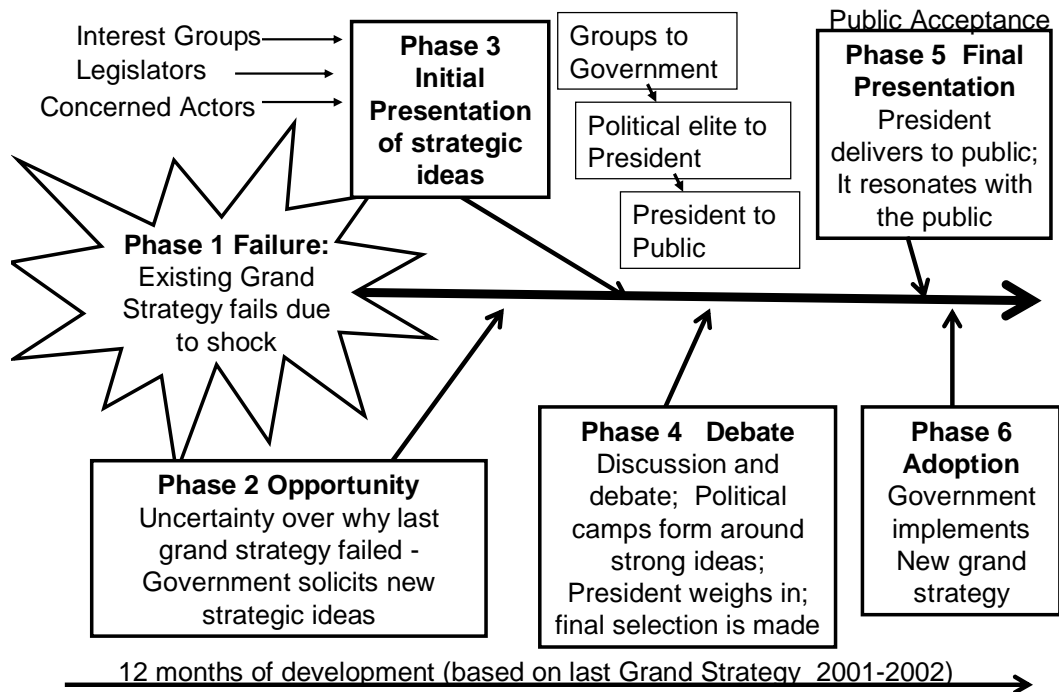 Interest Groups
Legislators
Concerned Actors
Phase 3
Initial
Presentation
of strategic
ideas
Groups to
Government
Political elite to
President
President to
Public
Public Acceptance
Phase 5 Final
Presentation
President
delivers to public;
It resonates with
the public
Phase 1 Failure:
Existing Grand
Strategy fails due
to shock
Phase 2 Opportunity
Uncertainty over why last
grand strategy failed -
Government solicits new
strategic ideas
Phase 4 Debate
Discussion and
debate; Political
camps form around
strong ideas;
President weighs in;
final selection is made
Phase 6
Adoption
Government
implements
New grand
strategy
12 months of development (based on last Grand Strategy 2001-2002)